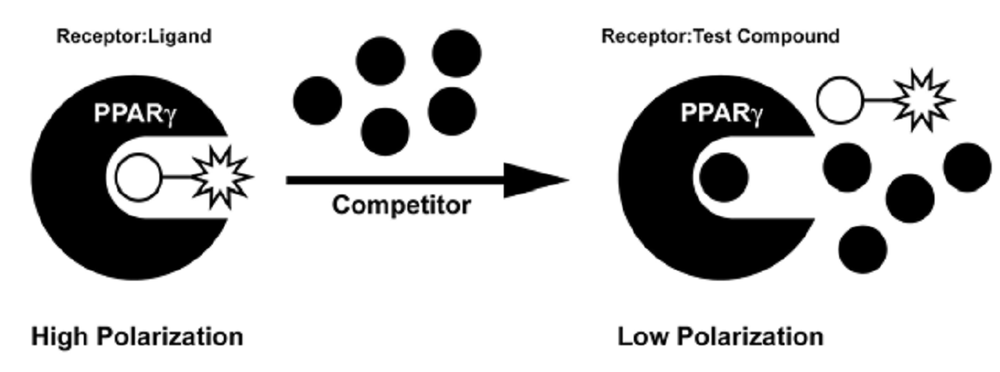 Receptor:Ligand
Receptor:Test Compound
PPARγ
PPARγ
Competitor
High Polarization
Low Polarization